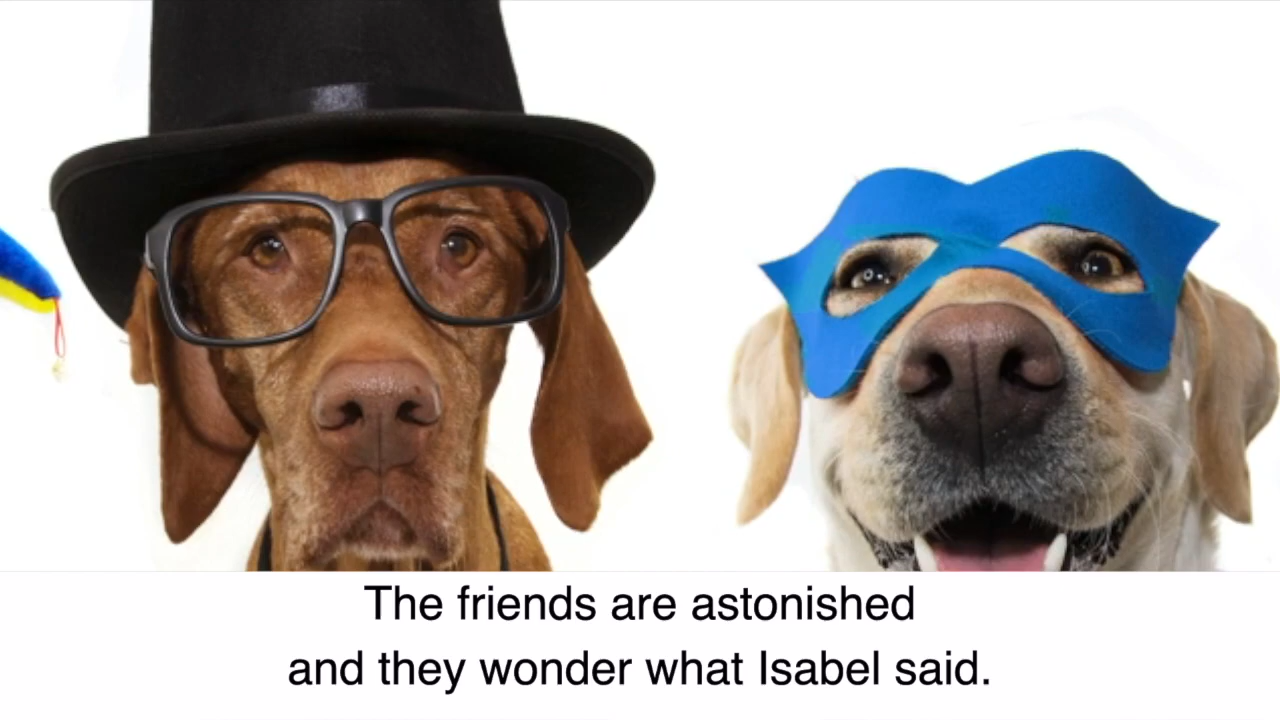 The friends are astonished
and they wonder what Isabel said.